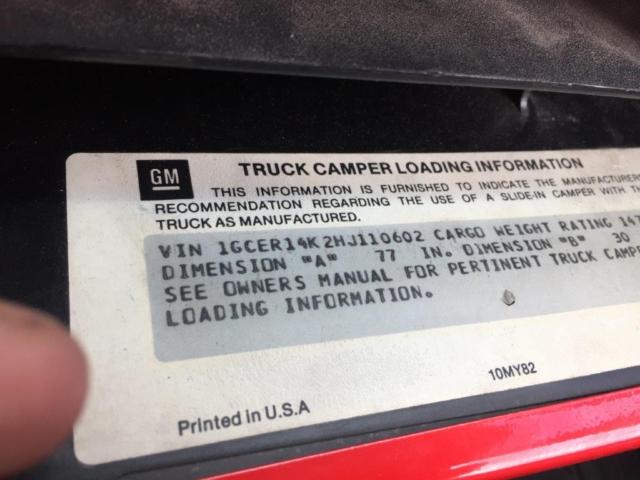 GM
TRUCK CAMPER LOADING INFORMATION
THIS INFORMATION IS FURNISHED TO INDICATE THE MANUFACTURERS
RECOMMENDATION REGARDING THE USE OF A SLIDE-IN CAMPER WITH
TRUCK AS MANUFACTURED.
VIN 1GCER14K2HJ110602 CARGO WEIGHT RATING
DIMENSION "A" 77 IN. DIMENSION "B" 30
SEE OWNERS MANUAL FOR PERTINENT TRUCK CAMPE
LOADING INFORMATION.
10MY82
Printed in U.S.A